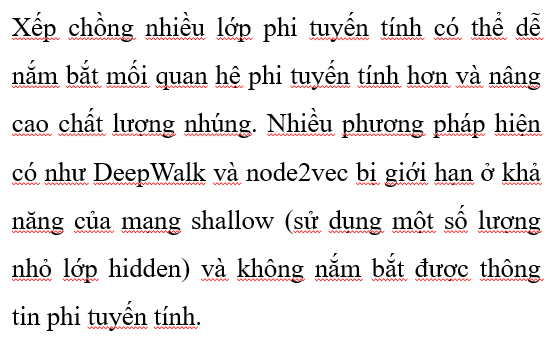 Xếp chồng nhiều lớp phi tuyến tính có thể dễ
nắm bắt mối quan hệ phi tuyến tính hơn và nâng
cao chất lượng nhúng. Nhiều phương pháp hiện
có như DeepWalk và node2vec bị giới hạn ở khả
năng của mạng shallow (sử dụng một số lượng
nhỏ lớp hidden) và không nắm bắt được thông
tin phi tuyến tính.